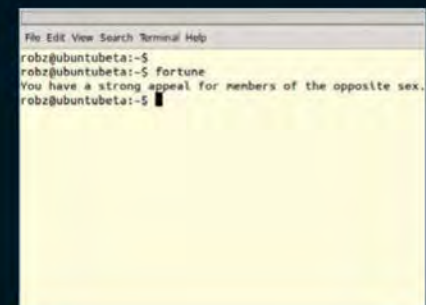 File Edit View Search Terminal Help
robz@ubuntubeta:~$
robz@ubuntubeta:~$ fortune
You have a strong appeal for members of the opposite sex.
robz@ubuntubeta:~$